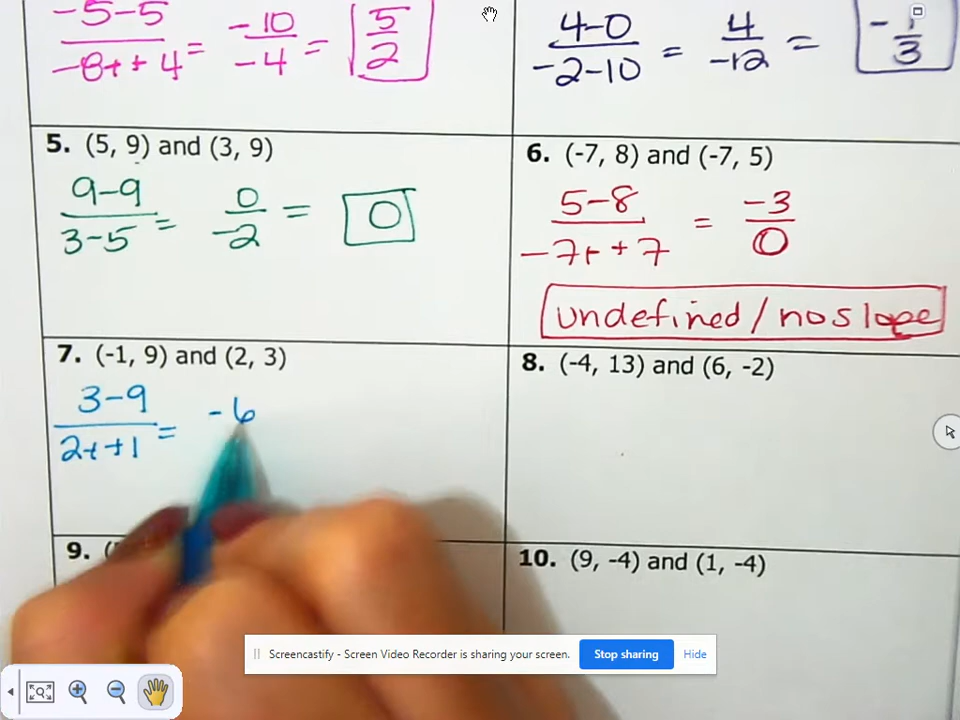 -5-5 / -8++4 = -10 / -4 = 5/2
4-0 / -2-10 = 4 / -12 = -1/3
5. (5, 9) and (3, 9)
9-9 / 3-5 = 0 / -2 = 0
6. (-7, 8) and (-7, 5)
5-8 / -7++7 = -3 / 0
undefined/no slope
7. (-1, 9) and (2, 3)
3-9 / 2++1 = -6
8. (-4, 13) and (6, -2)
9. (
10. (9, -4) and (1, -4)
Screencastify - Screen Video Recorder is sharing your screen.
Stop sharing
Hide